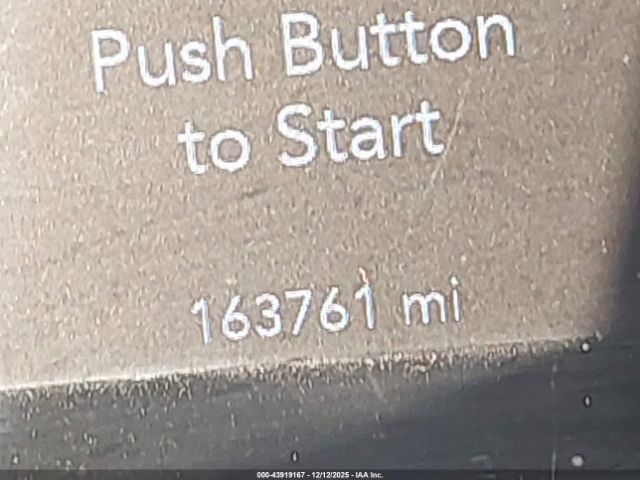 Push Button
to Start
163761 mi
000-43919167 - 12/12/2025 - IAA Inc.